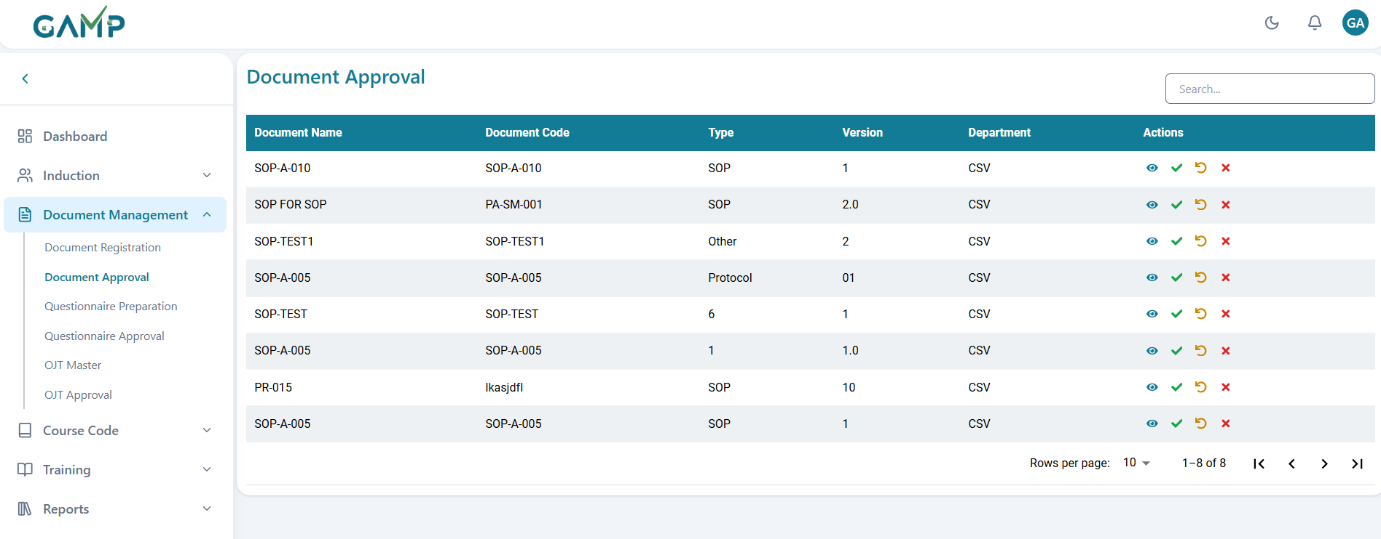 GAMP
GA
Document Approval
Search...
Dashboard
Induction
Document Management
Document Registration
Document Approval
Questionnaire Preparation
Questionnaire Approval
OJT Master
OJT Approval
Course Code
Training
Reports
Document Name Document Code Type Version Department Actions
SOP-A-010 SOP-A-010 SOP 1 CSV
SOP FOR SOP PA-SM-001 SOP 2.0 CSV
SOP-TEST1 SOP-TEST1 Other 2 CSV
SOP-A-005 SOP-A-005 Protocol 01 CSV
SOP-TEST SOP-TEST 6 1 CSV
SOP-A-005 SOP-A-005 1 1.0 CSV
PR-015 lkasjdfl SOP 10 CSV
SOP-A-005 SOP-A-005 SOP 1 CSV
Rows per page: 10 1–8 of 8